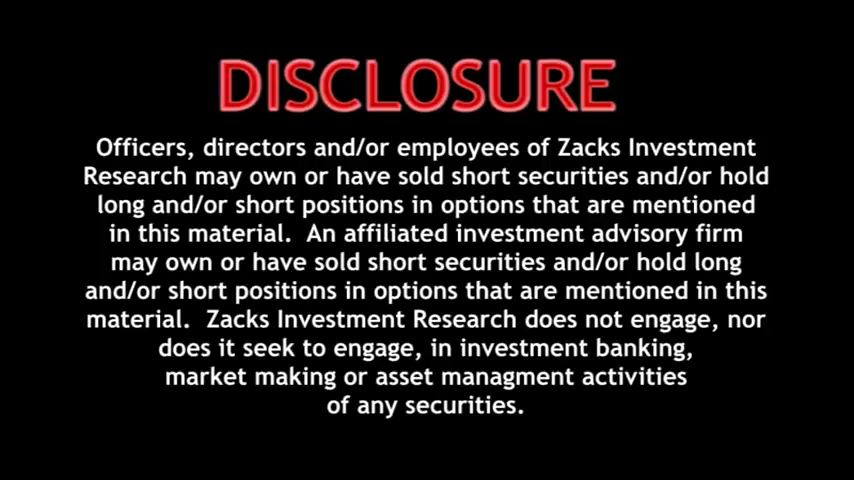 DISCLOSURE
Officers, directors and/or employees of Zacks Investment
Research may own or have sold short securities and/or hold
long and/or short positions in options that are mentioned
in this material. An affiliated investment advisory firm
may own or have sold short securities and/or hold long
and/or short positions in options that are mentioned in this
material. Zacks Investment Research does not engage, nor
does it seek to engage, in investment banking,
market making or asset managment activities
of any securities.